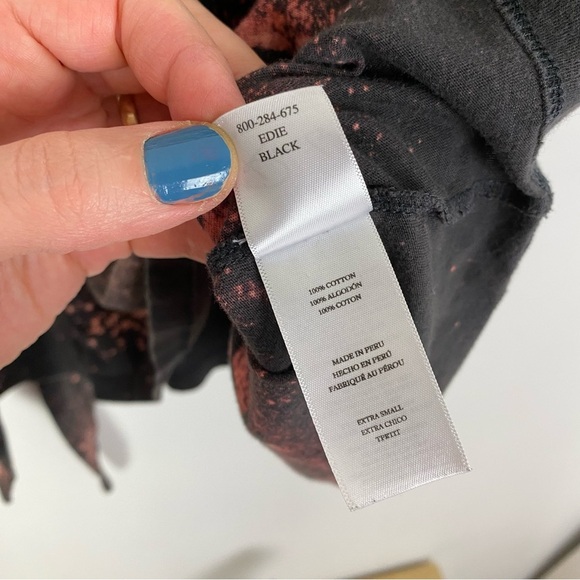 800-284-675
EDIE
BLACK
100% COTTON
100% ALGODÓN
100% COTON
MADE IN PERU
HECHO EN PERÚ
FABRIQUÉ AU PÉROU
EXTRA SMALL
EXTRA CHICO
TPETIT